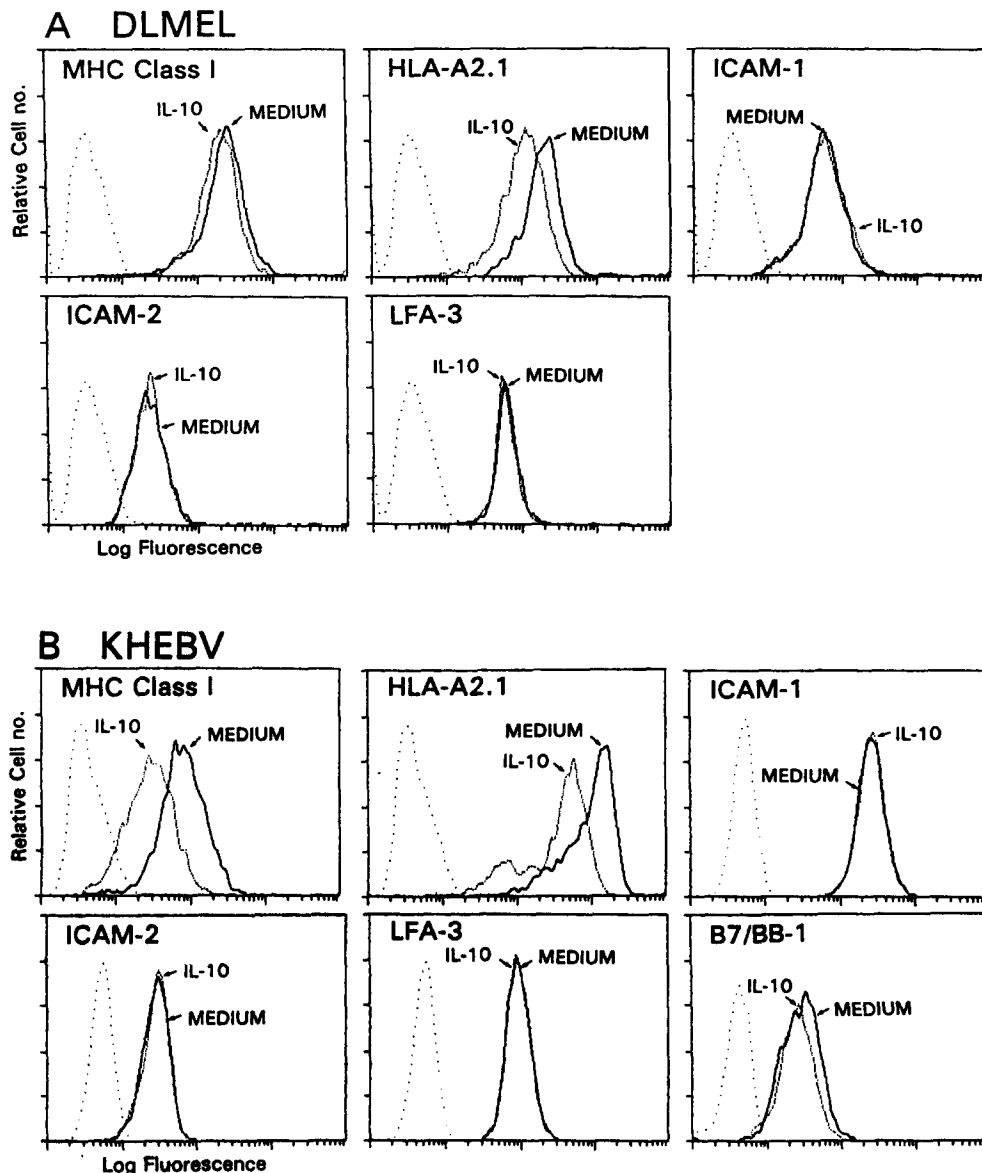 A DLMEL
MHC Class I
IL-10
MEDIUM
Relative Cell no.
HLA-A2.1
IL-10
MEDIUM
ICAM-1
MEDIUM
IL-10
ICAM-2
IL-10
MEDIUM
Log Fluorescence
LFA-3
IL-10
MEDIUM
B KHEBV
MHC Class I
IL-10
MEDIUM
Relative Cell no.
HLA-A2.1
MEDIUM
IL-10
ICAM-1
IL-10
MEDIUM
ICAM-2
IL-10
MEDIUM
Log Fluorescence
LFA-3
IL-10
MEDIUM
B7/BB-1
IL-10
MEDIUM